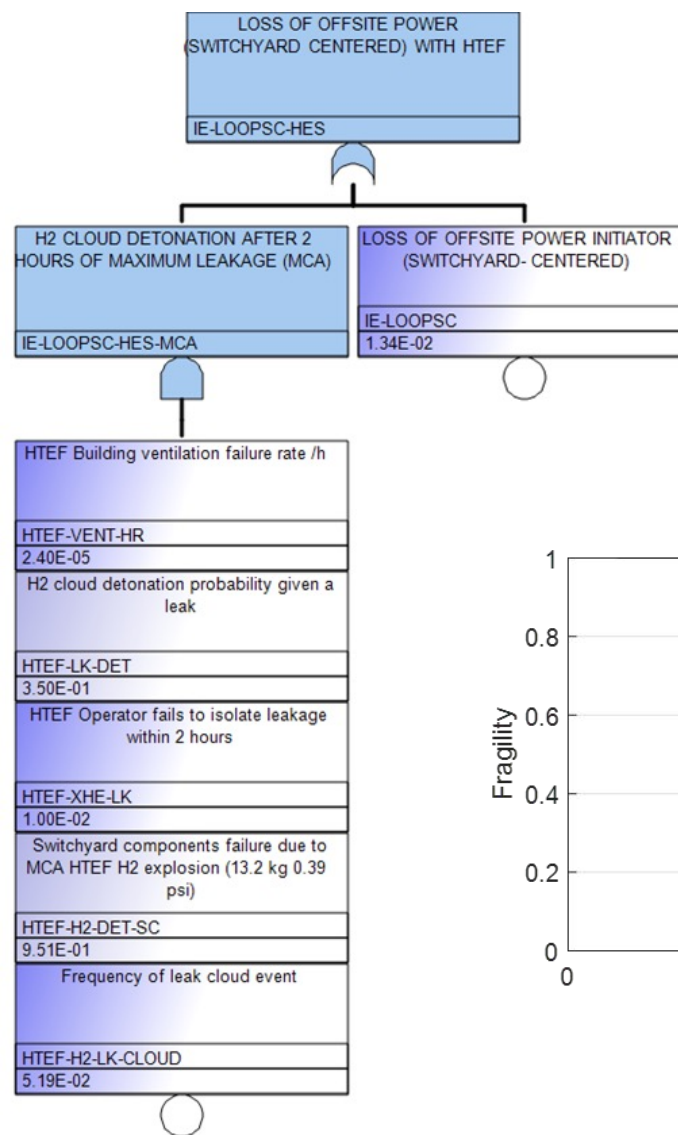 LOSS OF OFFSITE POWER
(SWITCHYARD CENTERED) WITH HTEF
IE-LOOPSC-HES
H2 CLOUD DETONATION AFTER 2
HOURS OF MAXIMUM LEAKAGE (MCA)
IE-LOOPSC-HES-MCA
LOSS OF OFFSITE POWER INITIATOR
(SWITCHYARD- CENTERED)
IE-LOOPSC
1.34E-02
HTEF Building ventilation failure rate /h
HTEF-VENT-HR
2.40E-05
H2 cloud detonation probability given a
leak
HTEF-LK-DET
3.50E-01
HTEF Operator fails to isolate leakage
within 2 hours
HTEF-XHE-LK
1.00E-02
Switchyard components failure due to
MCA HTEF H2 explosion (13.2 kg 0.39
psi)
HTEF-H2-DET-SC
9.51E-01
Frequency of leak cloud event
HTEF-H2-LK-CLOUD
5.19E-02
Fragility
1
0.8
0.6
0.4
0.2
0
0